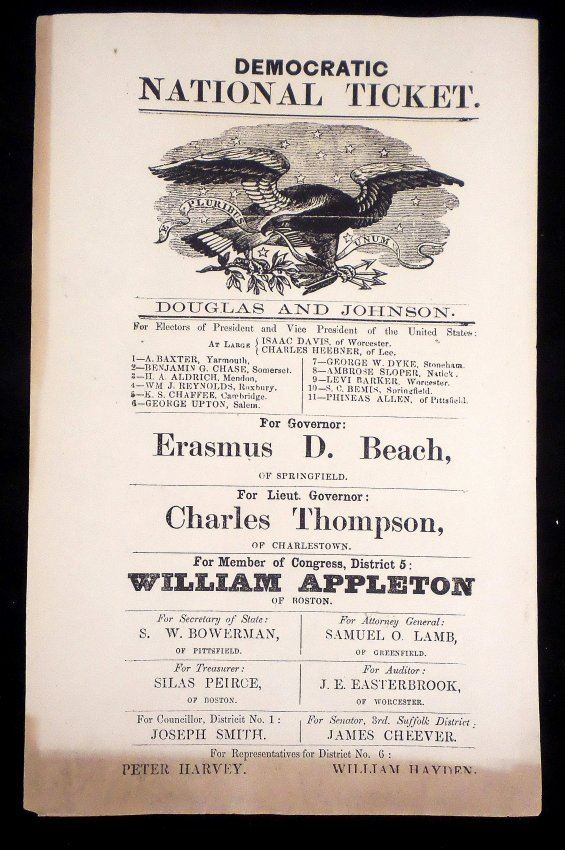 DEMOCRATIC
NATIONAL TICKET.
E PLURIBUS UNUM
DOUGLAS AND JOHNSON.
For Electors of President and Vice President of the United States:
AT LARGE { ISAAC DAVIS, of Worcester.
CHARLES HEEBNER, of Lee.
1—A. BAXTER, Yarmouth,
2—BENJAMIN G. CHASE, Somerset.
3—H. A. ALDRICH, Mendon,
4—WM J. REYNOLDS, Roxbury,
5—K. S. CHAFFEE, Cambridge.
6—GEORGE UPTON, Salem.
7—GEORGE W. DYKE, Stoneham.
8—AMBROSE SLOPER, Natick.
9—LEVI BARKER, Worcester.
10—S. C. BEMIS, Springfield.
11—PHINEAS ALLEN, of Pittsfield.
For Governor:
Erasmus D. Beach,
OF SPRINGFIELD.
For Lieut. Governor:
Charles Thompson,
OF CHARLESTOWN.
For Member of Congress, District 5:
WILLIAM APPLETON
OF BOSTON.
For Secretary of State:
S. W. BOWERMAN,
OF PITTSFIELD.
For Attorney General:
SAMUEL O. LAMB,
OF GREENFIELD.
For Treasurer:
SILAS PEIRCE,
OF BOSTON.
For Auditor:
J. E. EASTERBROOK,
OF WORCESTER.
For Councillor, Districit No. 1:
JOSEPH SMITH.
For Senator, 3rd. Suffolk District:
JAMES CHEEVER.
For Representatives for District No. 6:
PETER HARVEY.
WILLIAM HAYDEN.